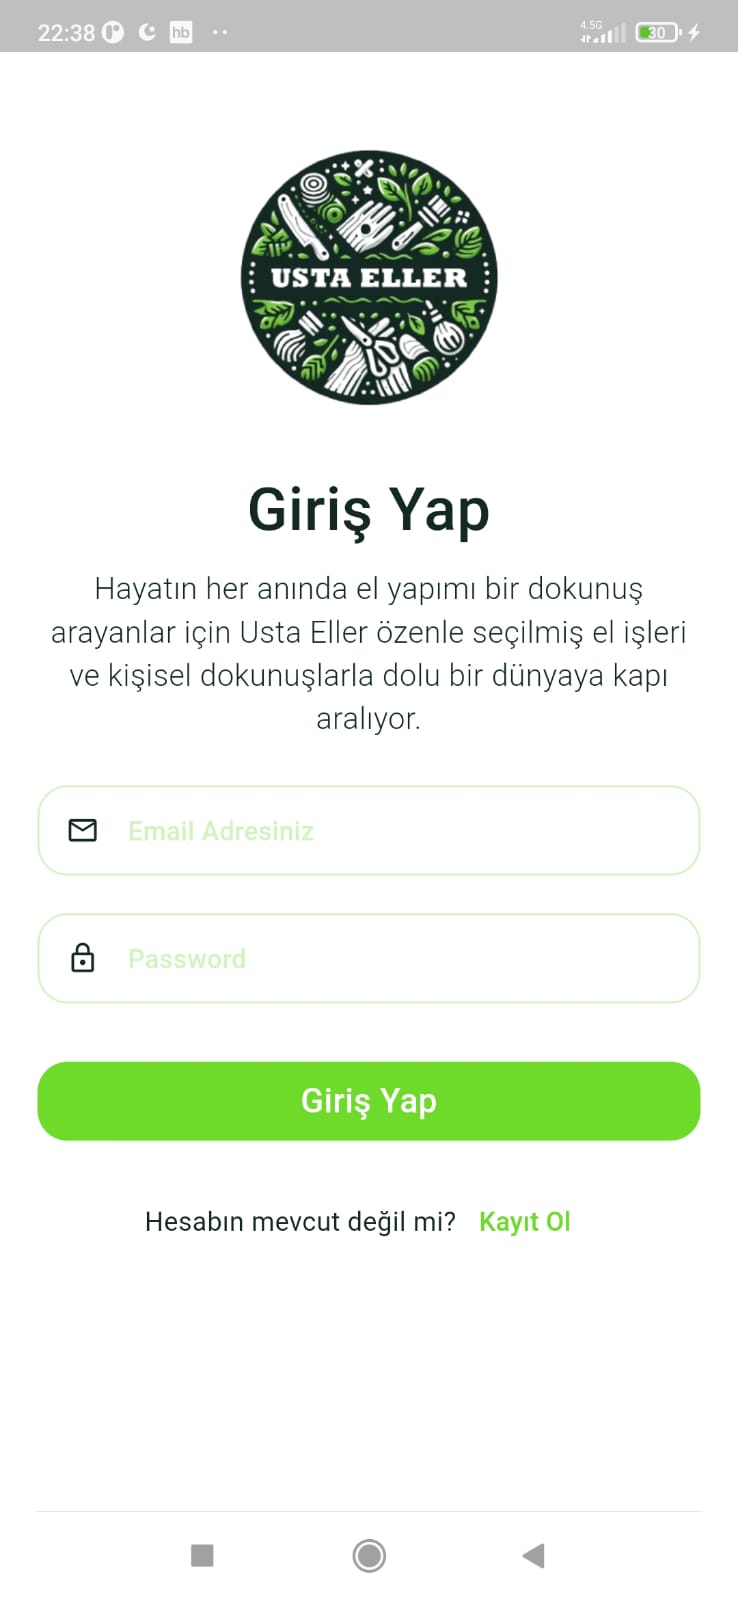 22:38
hb
4.5G
30
USTA ELLER
Giriş Yap
Hayatın her anında el yapımı bir dokunuş
arayanlar için Usta Eller özenle seçilmiş el işleri
ve kişisel dokunuşlarla dolu bir dünyaya kapı
aralıyor.
Email Adresiniz
Password
Giriş Yap
Hesabın mevcut değil mi? Kayıt Ol